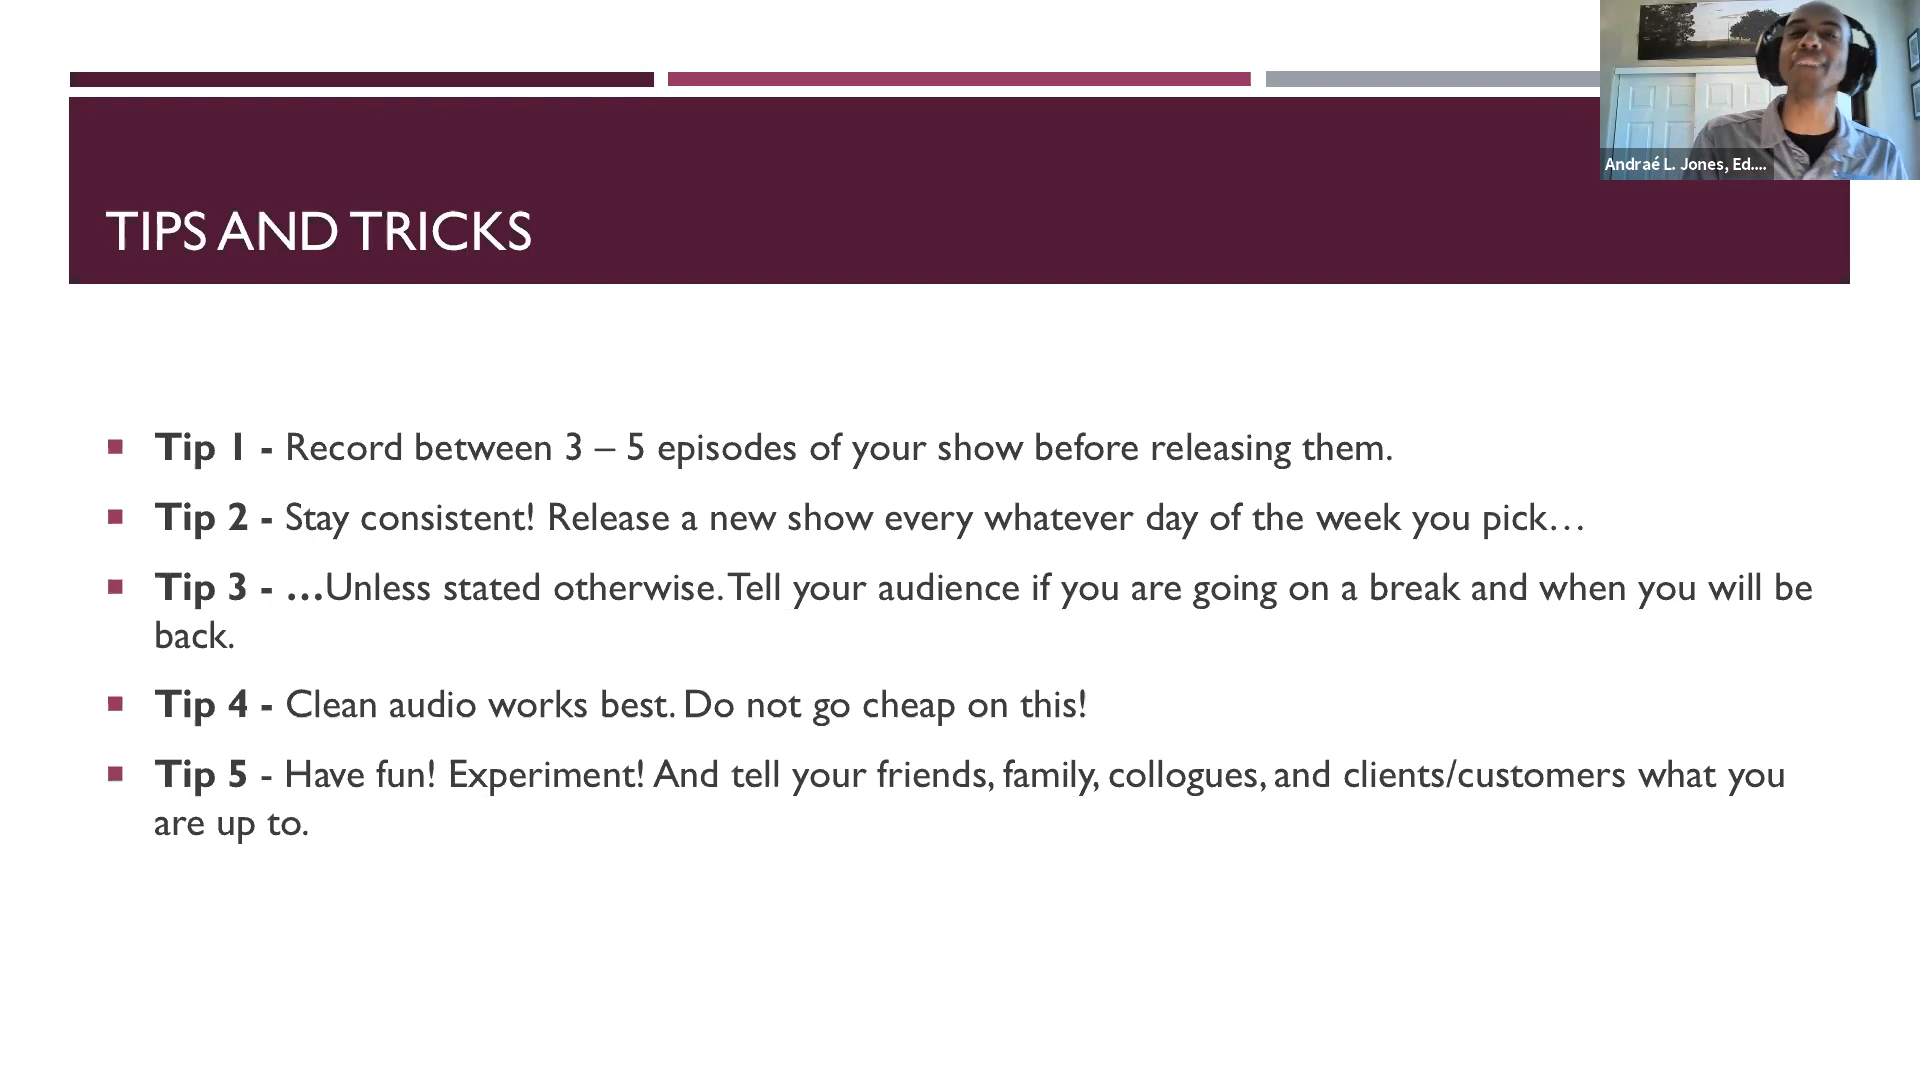 Andraé L. Jones, Ed....
TIPS AND TRICKS
Tip 1 - Record between 3 – 5 episodes of your show before releasing them.
Tip 2 - Stay consistent! Release a new show every whatever day of the week you pick…
Tip 3 - …Unless stated otherwise. Tell your audience if you are going on a break and when you will be
back.
Tip 4 - Clean audio works best. Do not go cheap on this!
Tip 5 - Have fun! Experiment! And tell your friends, family, collogues, and clients/customers what you
are up to.